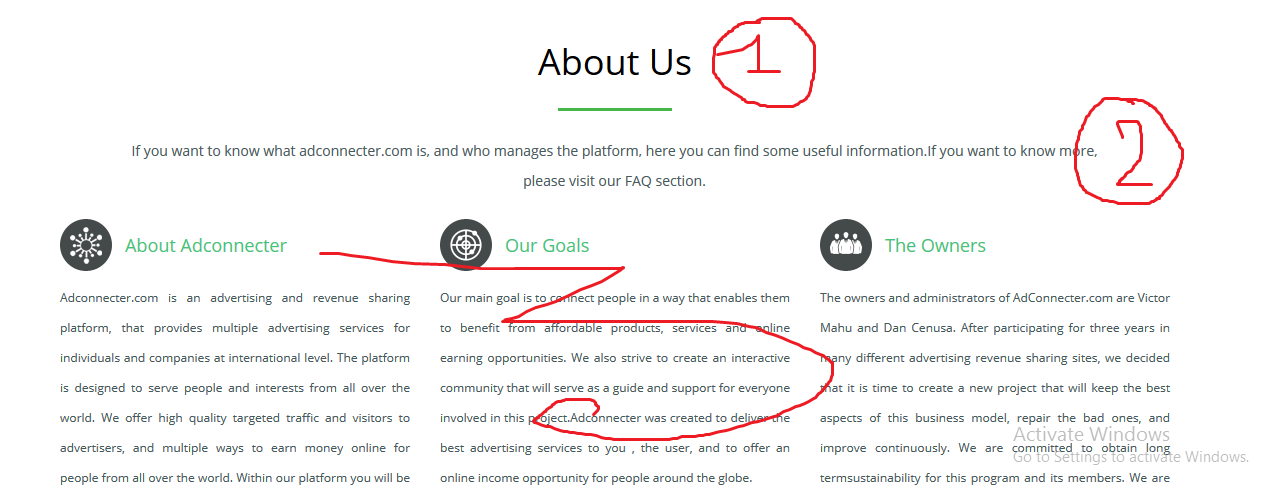 About Us
1
2
If you want to know what adconnecter.com is, and who manages the platform, here you can find some useful information.If you want to know more,
please visit our FAQ section.
About Adconnecter
Adconnecter.com is an advertising and revenue sharing
platform, that provides multiple advertising services for
individuals and companies at international level. The platform
is designed to serve people and interests from all over the
world. We offer high quality targeted traffic and visitors to
advertisers, and multiple ways to earn money online for
people from all over the world. Within our platform you will be
Our Goals
Our main goal is to connect people in a way that enables them
to benefit from affordable products, services and online
earning opportunities. We also strive to create an interactive
community that will serve as a guide and support for everyone
involved in this project.Adconnecter was created to deliver the
best advertising services to you , the user, and to offer an
online income opportunity for people around the globe.
3
The Owners
The owners and administrators of AdConnecter.com are Victor
Mahu and Dan Cenusa. After participating for three years in
many different advertising revenue sharing sites, we decided
that it is time to create a new project that will keep the best
aspects of this business model, repair the bad ones, and
improve continuously. We are committed to obtain long
termsustainability for this program and its members. We are
Activate Windows
Go to Settings to activate Windows.